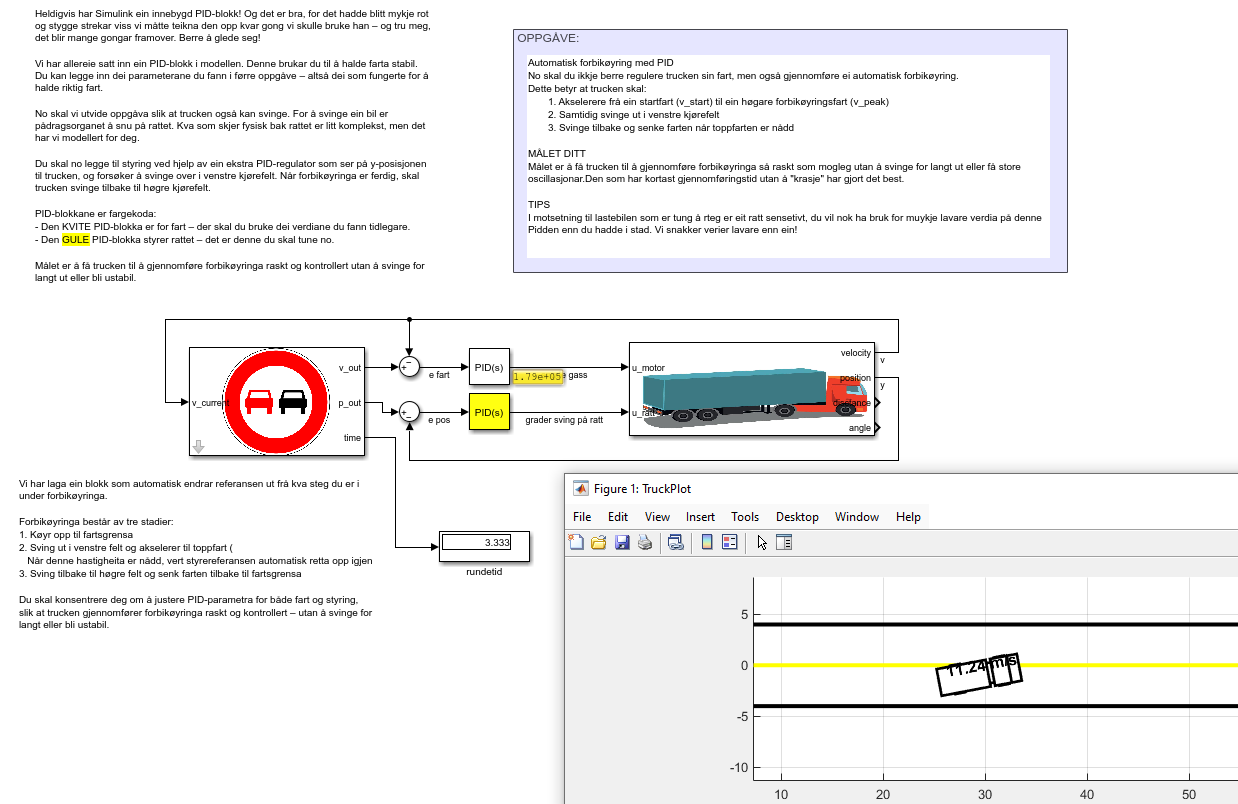 Heldigvis har Simulink ein innebygd PID-blokk! Og det er bra, for det hadde blitt mykje rot
og stygge strekar viss vi måtte teikna den opp kvar gong vi skulle bruke han – og tru meg,
det blir mange gongar framover. Berre å glede seg!
Vi har allereie satt inn ein PID-blokk i modellen. Denne brukar du til å halde farta stabil.
Du kan legge inn dei parameterane du fann i førre oppgåve – altså dei som fungerte for å
halde riktig fart.
No skal vi utvide oppgåva slik at trucken også kan svinge. For å svinge ein bil er
pådragsorganet å snu på rattet. Kva som skjer fysisk bak rattet er litt komplekst, men det
har vi modellert for deg.
Du skal no legge til styring ved hjelp av ein ekstra PID-regulator som ser på y-posisjonen
til trucken, og forsøker å svinge over i venstre kjørefelt. Når forbikøyringa er ferdig, skal
trucken svinge tilbake til høgre kjørefelt.
PID-blokkane er fargekoda:
- Den KVITE PID-blokka er for fart – der skal du bruke dei verdiane du fann tidlegare.
- Den GULE PID-blokka styrer rattet – det er denne du skal tune no.
Målet er å få trucken til å gjennomføre forbikøyringa raskt og kontrollert utan å svinge for
langt ut eller bli ustabil.
OPPGÅVE:
Automatisk forbikøyring med PID
No skal du ikkje berre regulere trucken sin fart, men også gjennomføre ei automatisk forbikøyring.
Dette betyr at trucken skal:
1. Akselerere frå ein startfart (v_start) til ein høgare forbikøyringsfart (v_peak)
2. Samtidig svinge ut i venstre kjørefelt
3. Svinge tilbake og senke farten når toppfarten er nådd
MÅLET DITT
Målet er å få trucken til å gjennomføre forbikøyringa så raskt som mogleg utan å svinge for langt ut eller få store
oscillasjonar.Den som har kortast gjennomføringstid utan å "krasje" har gjort det best.
TIPS
I motsetning til lastebilen som er tung å rteg er eit ratt sensetivt, du vil nok ha bruk for muykje lavare verdia på denne
Pidden enn du hadde i stad. Vi snakker verier lavare enn ein!
v_current
v_out
p_out
time
e fart
e pos
PID(s)
PID(s)
1.79e+05
gass
grader sving på ratt
u_motor
u_ratt
velocity
position
distance
angle
v
y
3.333
rundetid
Vi har laga ein blokk som automatisk endrar referansen ut frå kva steg du er i
under forbikøyringa.
Forbikøyringa består av tre stadier:
1. Køyr opp til fartsgrensa
2. Sving ut i venstre felt og akselerer til toppfart (
Når denne hastigheita er nådd, vert styrereferansen automatisk retta opp igjen
3. Sving tilbake til høgre felt og senk farten tilbake til fartsgrensa
Du skal konsentrere deg om å justere PID-parametra for både fart og styring,
slik at trucken gjennomfører forbikøyringa raskt og kontrollert – utan å svinge for
langt eller bli ustabil.
Figure 1: TruckPlot
File Edit View Insert Tools Desktop Window Help
5
0
-5
-10
11.24 m/s
10 20 30 40 50